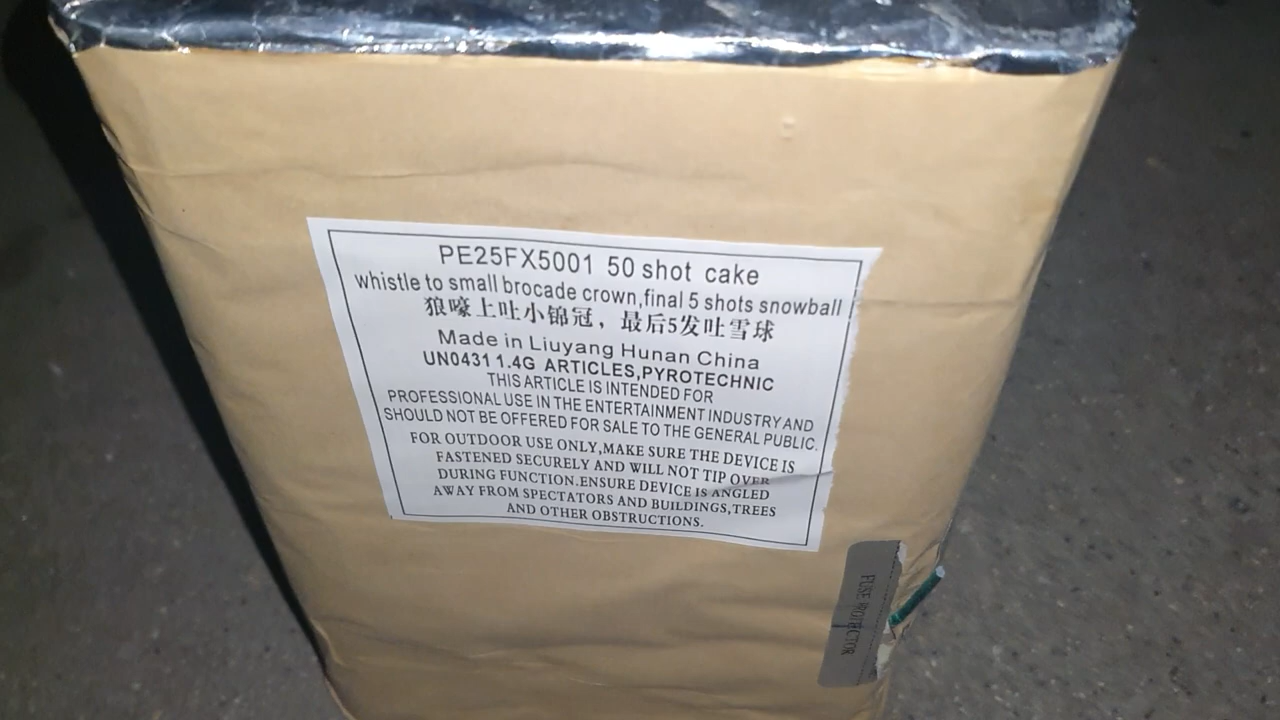 PE25FX5001 50 shot cake
whistle to small brocade crown,final 5 shots snowball
狼嚎上吐小锦冠，最后5发吐雪球
Made in Liuyang Hunan China
UN0431 1.4G ARTICLES,PYROTECHNIC
THIS ARTICLE IS INTENDED FOR
PROFESSIONAL USE IN THE ENTERTAINMENT INDUSTRY AND
SHOULD NOT BE OFFERED FOR SALE TO THE GENERAL PUBLIC.
FOR OUTDOOR USE ONLY,MAKE SURE THE DEVICE IS
FASTENED SECURELY AND WILL NOT TIP OVER
DURING FUNCTION.ENSURE DEVICE IS ANGLED
AWAY FROM SPECTATORS AND BUILDINGS,TREES
AND OTHER OBSTRUCTIONS.
FUSE PROTECTOR